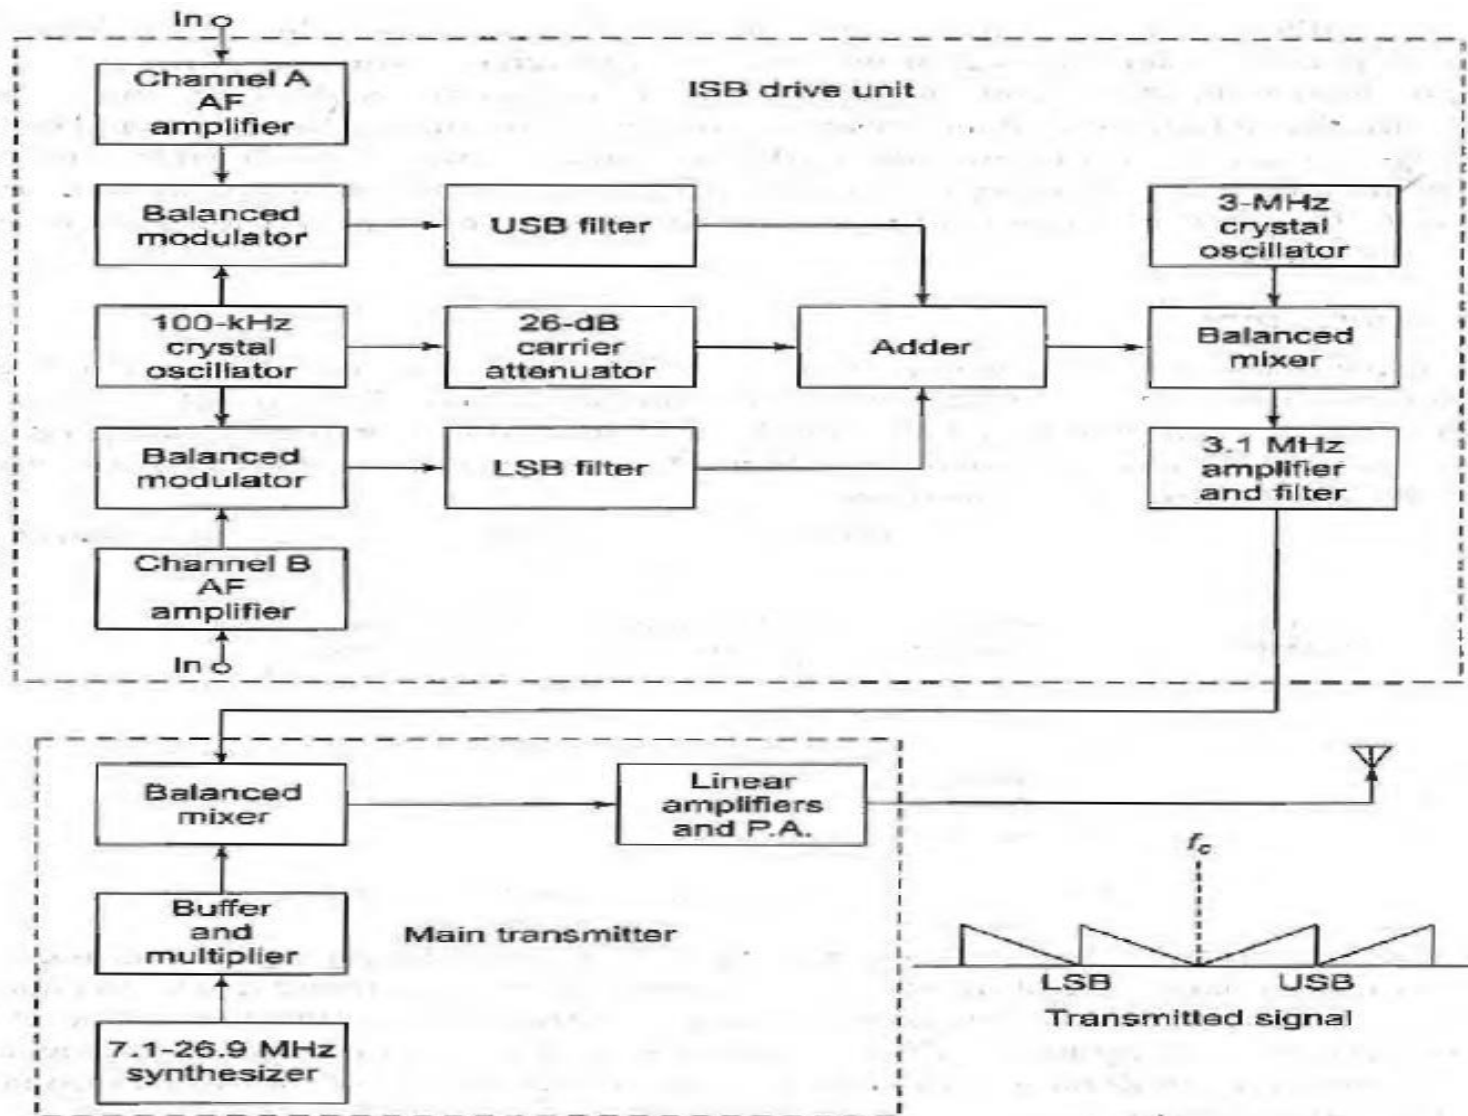 In
Channel A
AF
amplifier
ISB drive unit
Balanced
modulator
USB filter
3-MHz
crystal
oscillator
100-kHz
crystal
oscillator
26-dB
carrier
attenuator
Adder
Balanced
mixer
Balanced
modulator
LSB filter
3.1 MHz
amplifier
and filter
Channel B
AF
amplifier
In
Balanced
mixer
Linear
amplifiers
and P.A.
Buffer
and
multiplier
Main transmitter
7.1-26.9 MHz
synthesizer
fc
LSB
USB
Transmitted signal